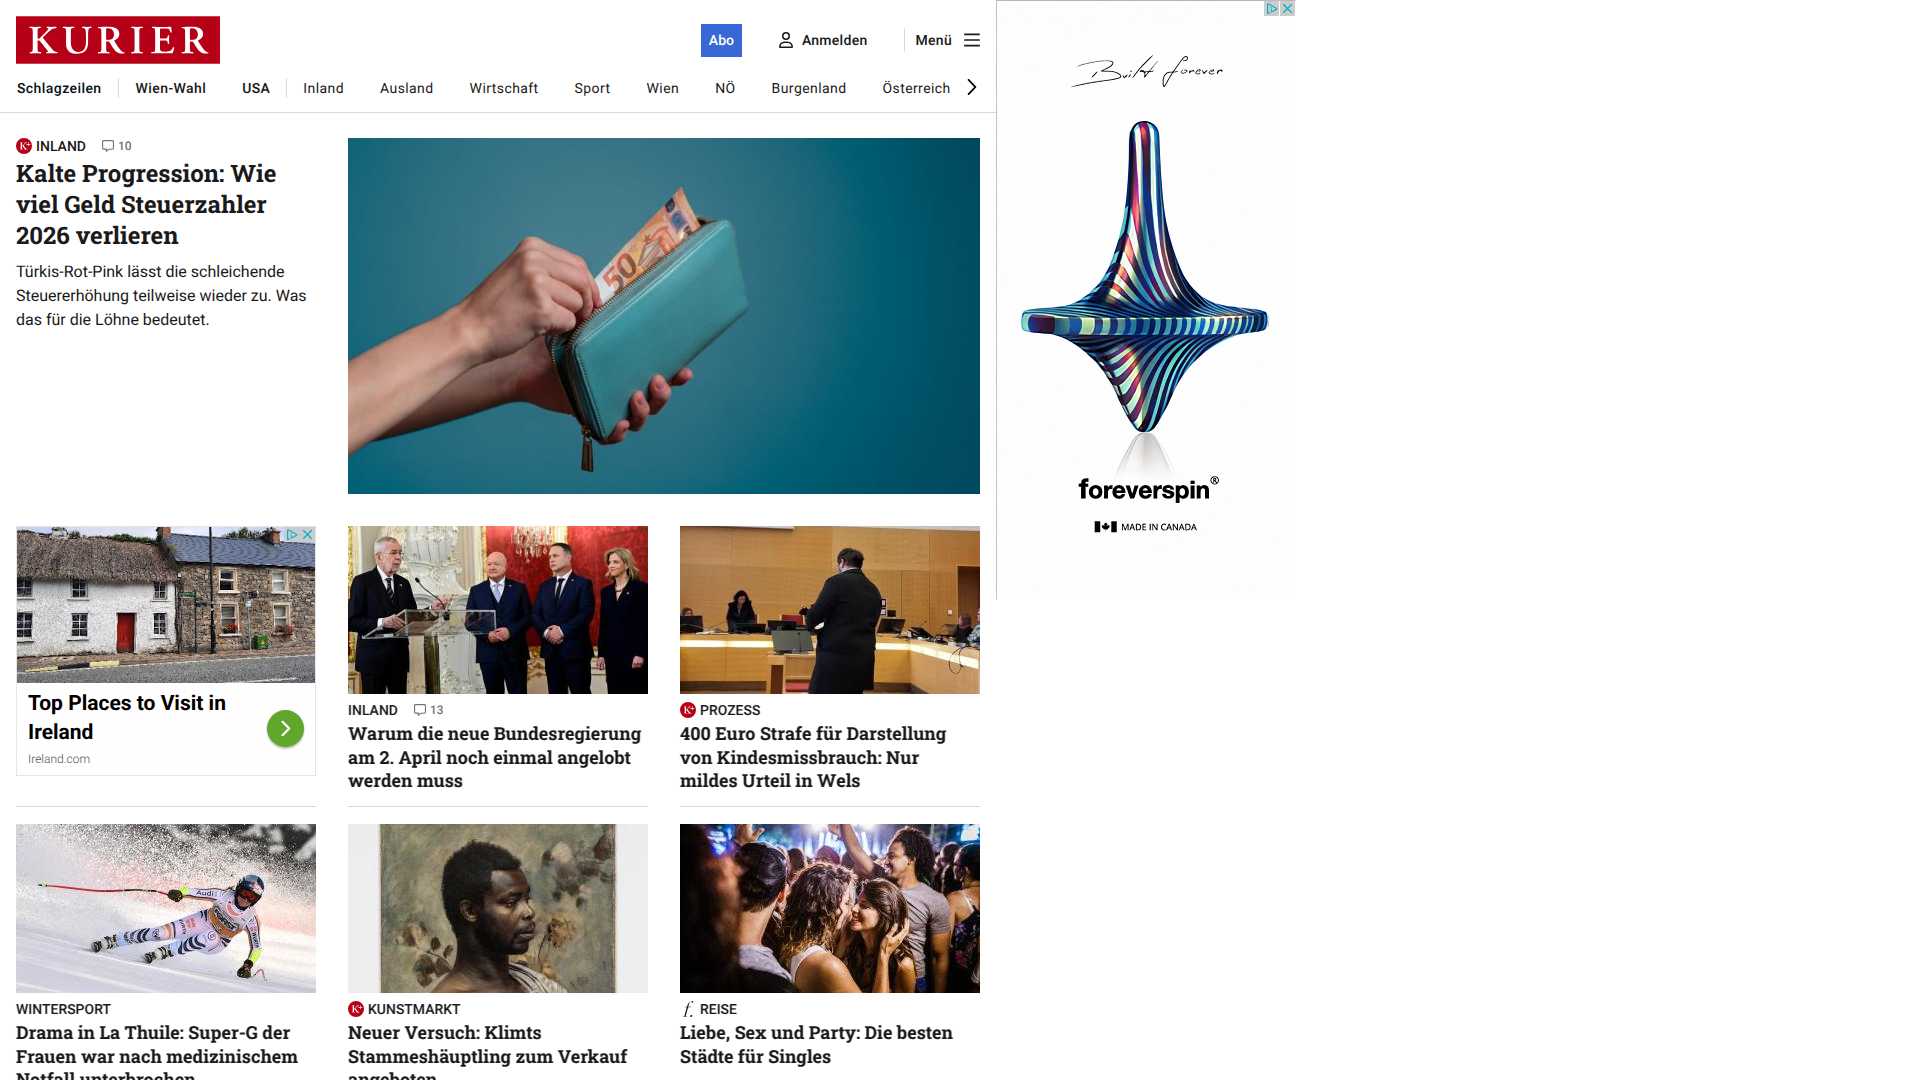 KURIER
Abo
Anmelden
Menü
Schlagzeilen
Wien-Wahl
USA
Inland
Ausland
Wirtschaft
Sport
Wien
NÖ
Burgenland
Österreich
K+ INLAND 10
Kalte Progression: Wie
viel Geld Steuerzahler
2026 verlieren
Türkis-Rot-Pink lässt die schleichende
Steuererhöhung teilweise wieder zu. Was
das für die Löhne bedeutet.
50
Built forever
foreverspin®
MADE IN CANADA
Top Places to Visit in
Ireland
Ireland.com
INLAND 13
Warum die neue Bundesregierung
am 2. April noch einmal angelobt
werden muss
K+ PROZESS
400 Euro Strafe für Darstellung
von Kindesmissbrauch: Nur
mildes Urteil in Wels
Audi
WINTERSPORT
Drama in La Thuile: Super-G der
Frauen war nach medizinischem
Notfall unterbrochen
K+ KUNSTMARKT
Neuer Versuch: Klimts
Stammeshäuptling zum Verkauf
angeboten
f. REISE
Liebe, Sex und Party: Die besten
Städte für Singles